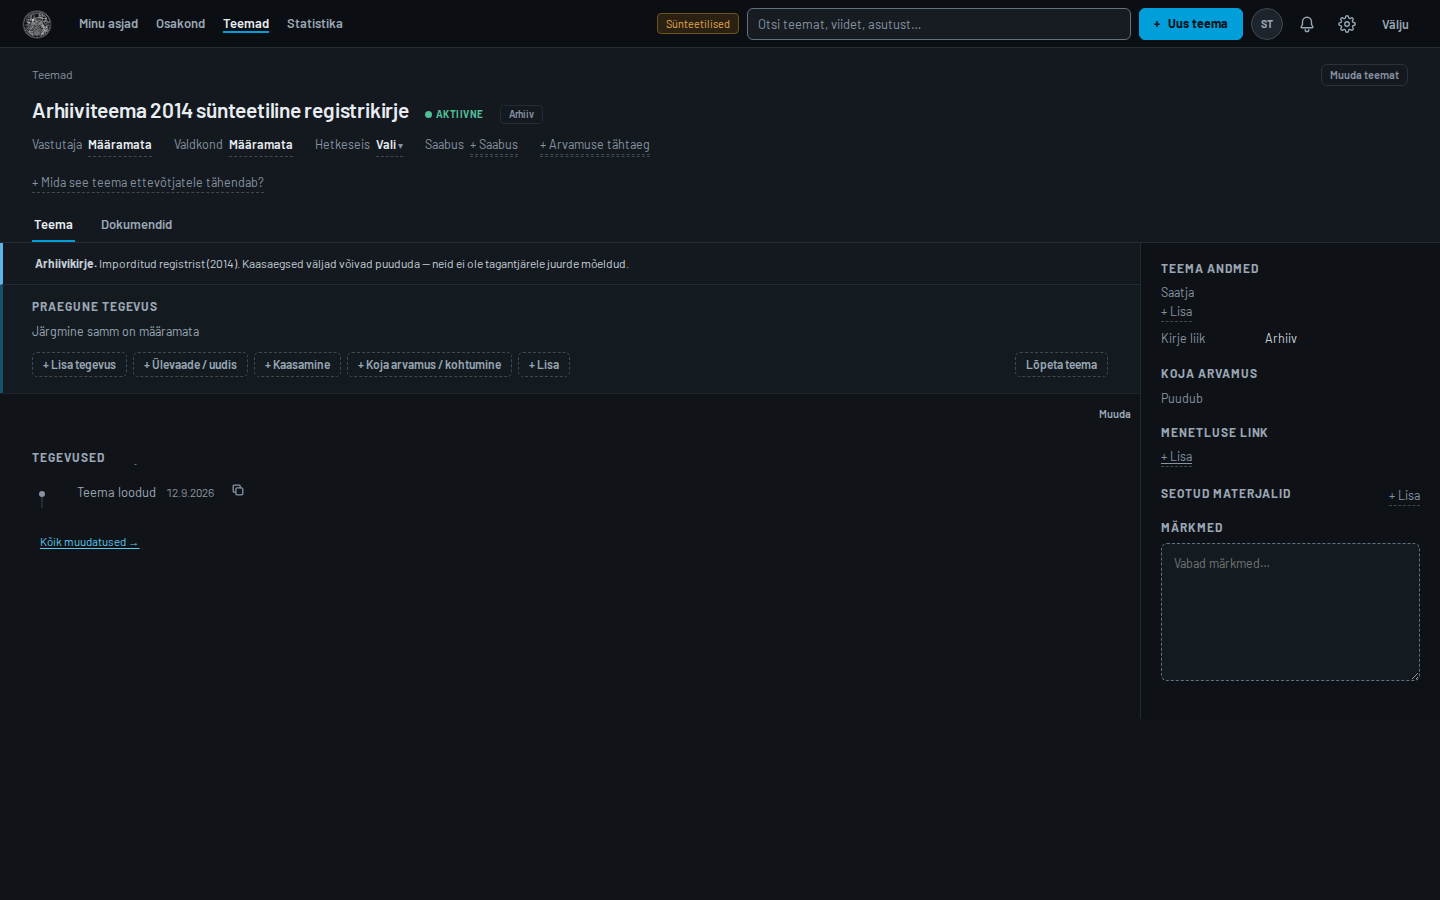 Minu asjad Osakond Teemad Statistika Sünteetilised Otsi teemat, viidet, asutust... + Uus teema ST Välju
Teemad Muuda teemat
Arhiiviteema 2014 sünteetiline registrikirje AKTIIVNE Arhiiv
Vastutaja Määramata Valdkond Määramata Hetkeseis Vali ▾ Saabus + Saabus + Arvamuse tähtaeg
+ Mida see teema ettevõtjatele tähendab?
Teema Dokumendid
Arhiivikirje. Imporditud registrist (2014). Kaasaegsed väljad võivad puududa — neid ei ole tagantjärele juurde mõeldud.
PRAEGUNE TEGEVUS
Järgmine samm on määramata
+ Lisa tegevus + Ülevaade / uudis + Kaasamine + Koja arvamus / kohtumine + Lisa Lõpeta teema
Muuda
TEGEVUSED
Teema loodud 12.9.2026
Kõik muudatused →
TEEMA ANDMED
Saatja
+ Lisa
Kirje liik Arhiiv
KOJA ARVAMUS
Puudub
MENETLUSE LINK
+ Lisa
SEOTUD MATERJALID + Lisa
MÄRKMED
Vabad märkmed...